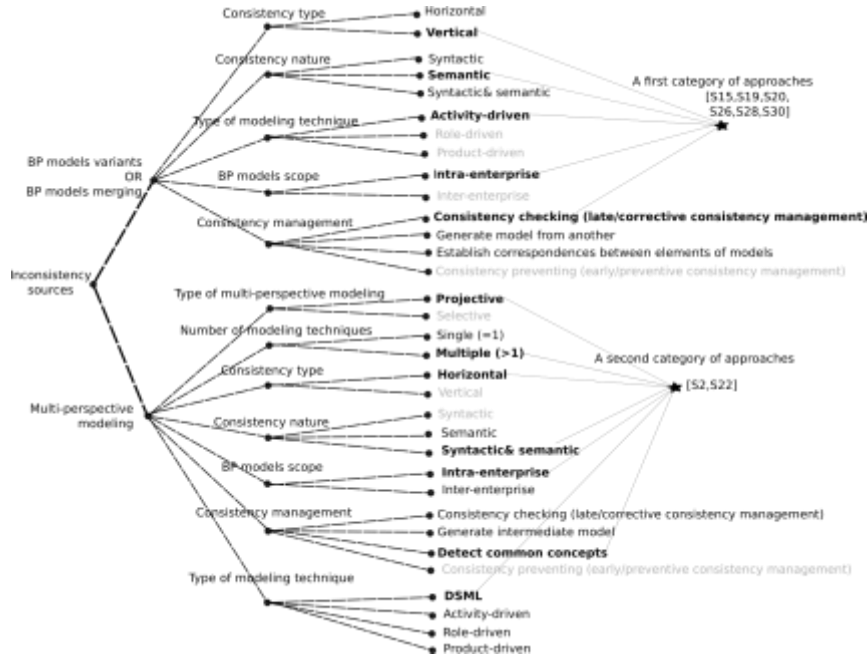 Consistency type
Horizontal
Vertical
Consistency nature
Syntactic
Semantic
Syntactic& semantic
A first category of approaches
[S15,S19,S20,
S26,S28,S30]
Type of modeling technique
Activity-driven
Role-driven
Product-driven
BP models variants
OR
BP models merging
BP models scope
Intra-enterprise
Inter-enterprise
Consistency management
Consistency checking (late/corrective consistency management)
Generate model from another
Establish correspondences between elements of models
Consistency preventing (early/preventive consistency management)
Inconsistency
sources
Type of multi-perspective modeling
Projective
Selective
Number of modeling techniques
Single (=1)
Multiple (>1)
A second category of approaches
[S2,S22]
Consistency type
Horizontal
Vertical
Multi-perspective
modeling
Consistency nature
Syntactic
Semantic
Syntactic& semantic
BP models scope
Intra-enterprise
Inter-enterprise
Consistency management
Consistency checking (late/corrective consistency management)
Generate intermediate model
Detect common concepts
Consistency preventing (early/preventive consistency management)
Type of modeling technique
DSML
Activity-driven
Role-driven
Product-driven